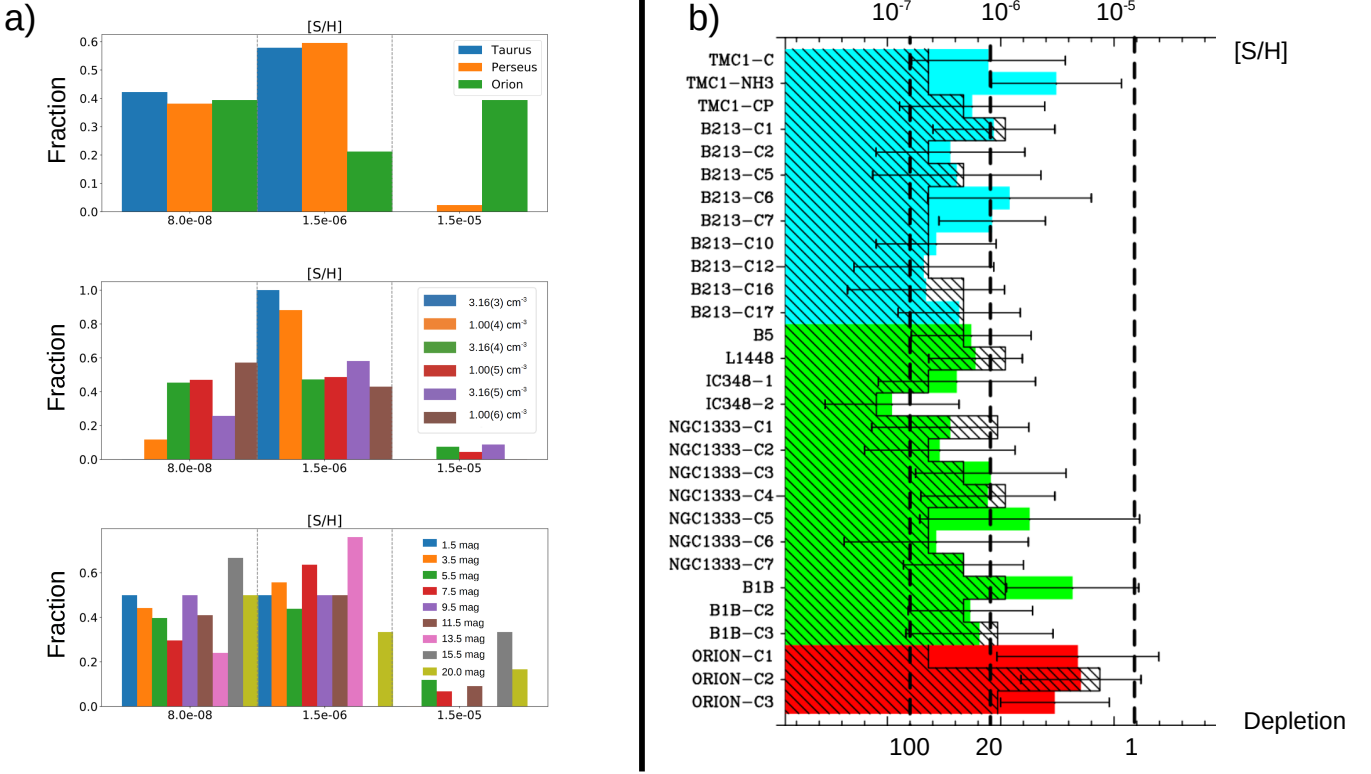 a)
[S/H]
Fraction
0.6
0.5
0.4
0.3
0.2
0.1
0.0
Taurus
Perseus
Orion
8.0e-08 1.5e-06 1.5e-05
[S/H]
Fraction
1.0
0.8
0.6
0.4
0.2
0.0
3.16(3) cm⁻³
1.00(4) cm⁻³
3.16(4) cm⁻³
1.00(5) cm⁻³
3.16(5) cm⁻³
1.00(6) cm⁻³
8.0e-08 1.5e-06 1.5e-05
[S/H]
Fraction
0.6
0.4
0.2
0.0
1.5 mag
3.5 mag
5.5 mag
7.5 mag
9.5 mag
11.5 mag
13.5 mag
15.5 mag
20.0 mag
8.0e-08 1.5e-06 1.5e-05
b)
10⁻⁷ 10⁻⁶ 10⁻⁵
[S/H]
TMC1-C
TMC1-NH3
TMC1-CP
B213-C1
B213-C2
B213-C5
B213-C6
B213-C7
B213-C10
B213-C12
B213-C16
B213-C17
B5
L1448
IC348-1
IC348-2
NGC1333-C1
NGC1333-C2
NGC1333-C3
NGC1333-C4
NGC1333-C5
NGC1333-C6
NGC1333-C7
B1B
B1B-C2
B1B-C3
ORION-C1
ORION-C2
ORION-C3
Depletion
100 20 1